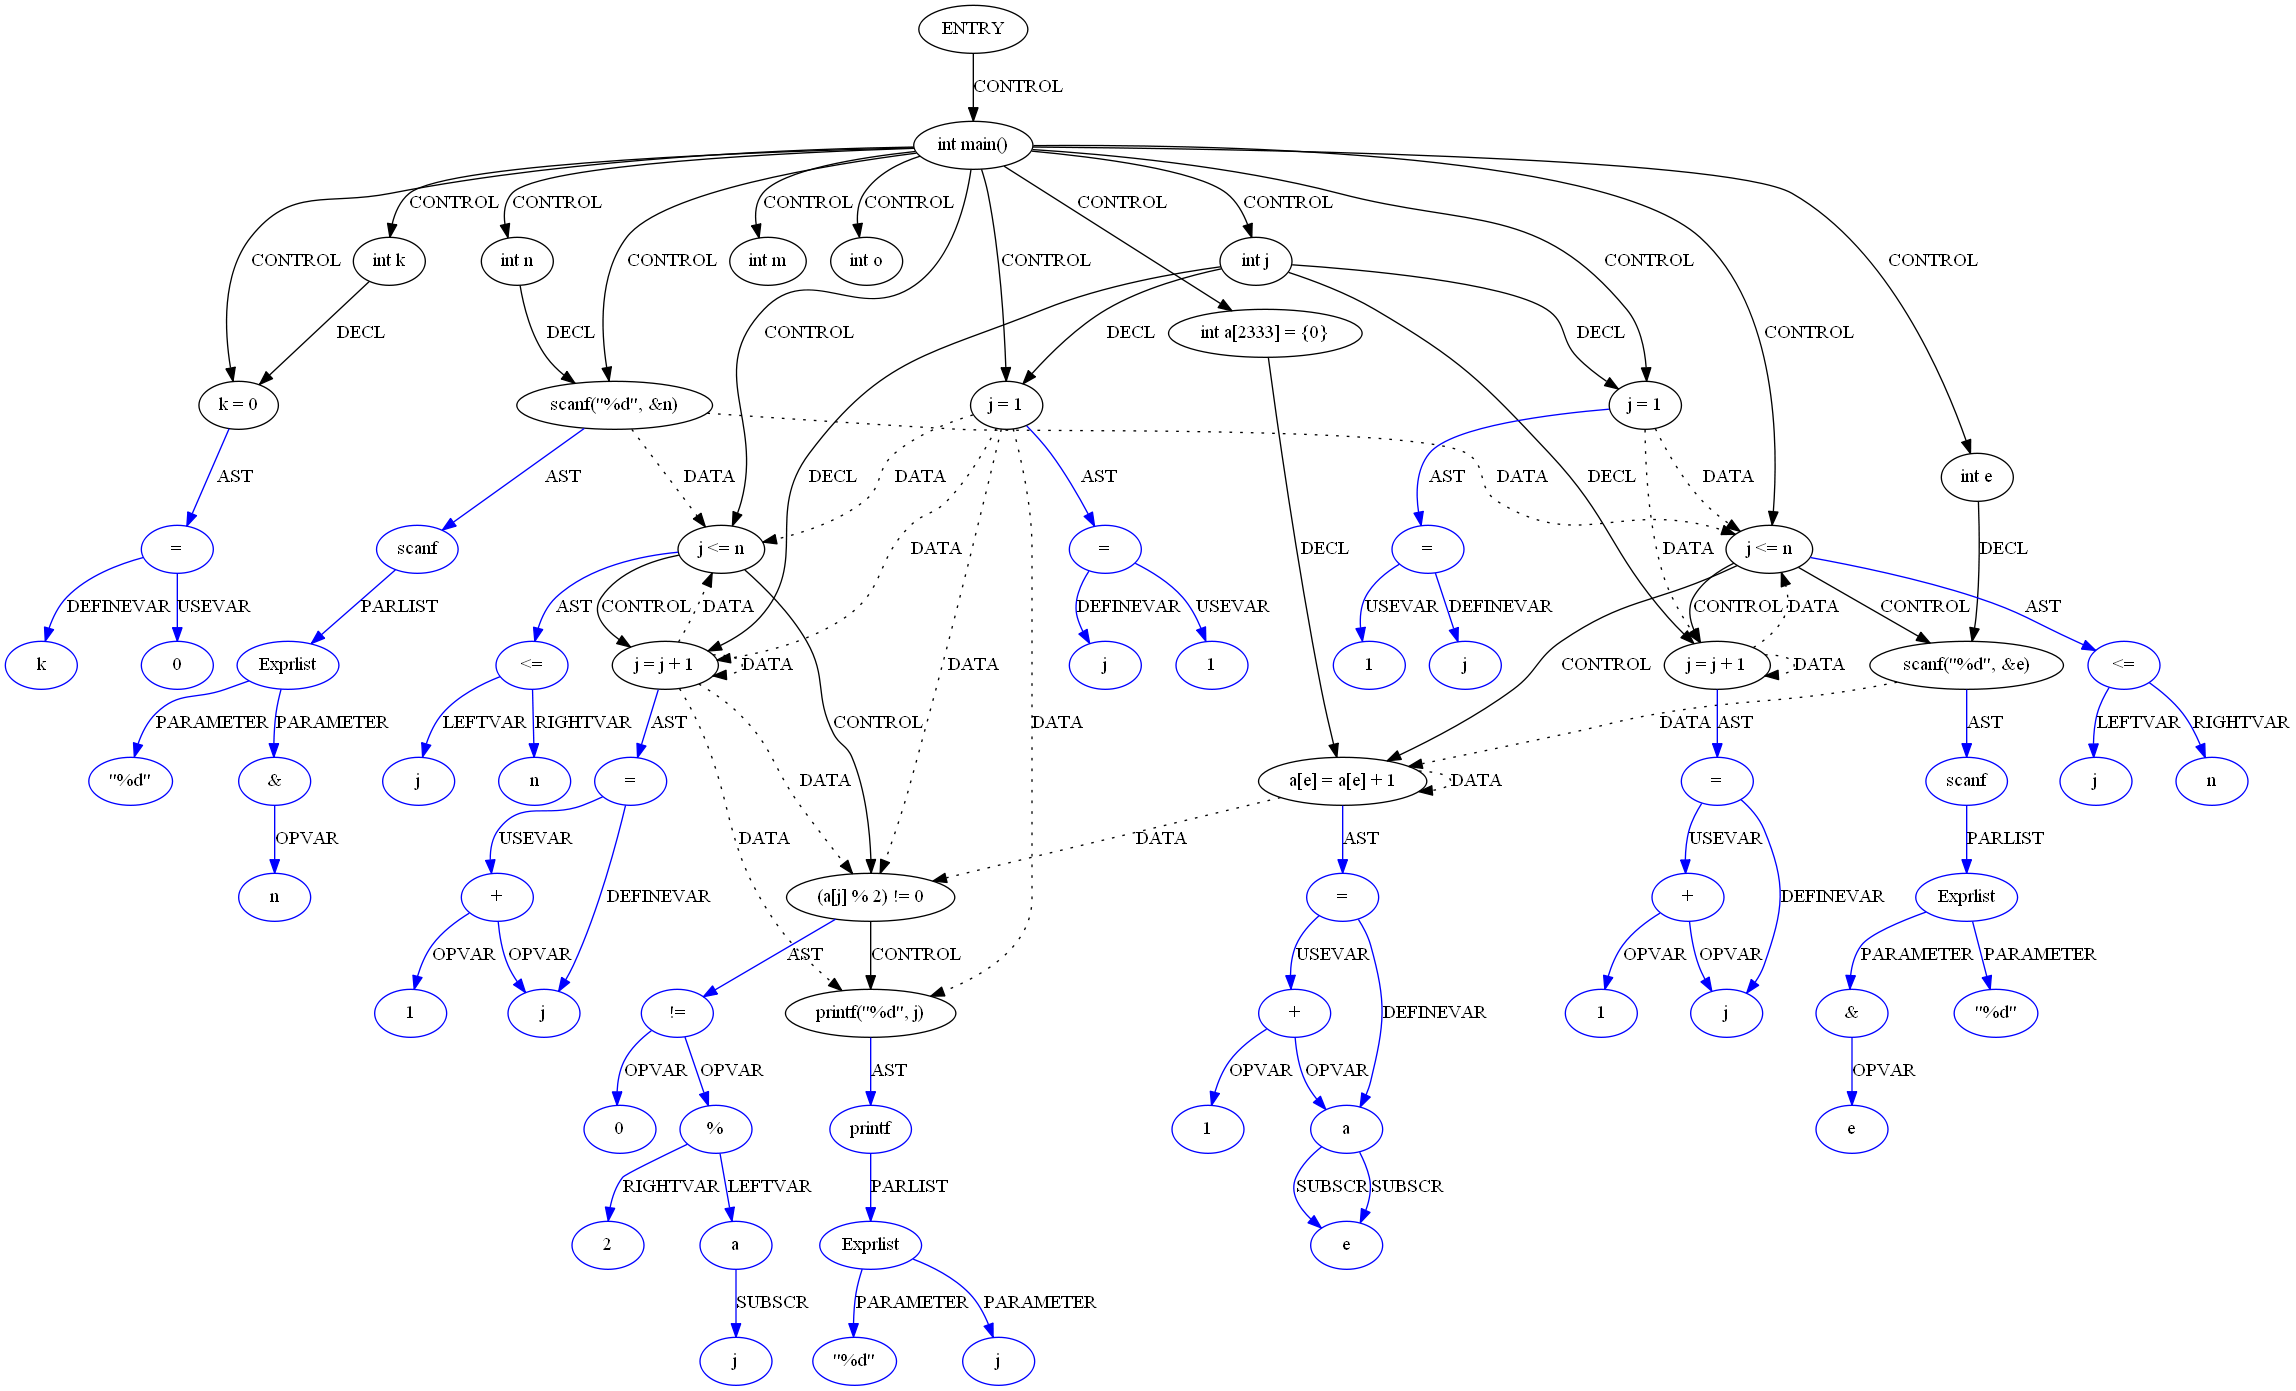 ENTRY
CONTROL
int main()
CONTROL CONTROL CONTROL CONTROL CONTROL CONTROL
CONTROL CONTROL CONTROL CONTROL CONTROL CONTROL CONTROL
int k
int n
int m
int o
int j
CONTROL
CONTROL
DECL
DECL
DECL
int a[2333] = {0}
DECL
k = 0
scanf("%d", &n)
j = 1
j = 1
AST
AST
DATA
DATA
DECL
AST
DATA
AST
DATA
DECL
int e
=
scanf
j <= n
=
=
j <= n
DATA
DECL
DATA
DECL
DEFINEVAR
USEVAR
PARLIST
AST
CONTROL
DATA
DEFINEVAR
USEVAR
USEVAR
DEFINEVAR
CONTROL
DATA
CONTROL
AST
k
0
Exprlist
<=
j = j + 1
DATA
DATA
j
1
CONTROL
1
j
j = j + 1
DATA
scanf("%d", &e)
<=
PARAMETER
PARAMETER
LEFTVAR
RIGHTVAR
AST
CONTROL
DATA
DATA
AST
AST
LEFTVAR
RIGHTVAR
"%d"
&
j
n
=
DATA
a[e] = a[e] + 1
DATA
=
scanf
j
n
OPVAR
USEVAR
DATA
DATA
AST
USEVAR
PARLIST
n
+
DEFINEVAR
(a[j] % 2) != 0
=
+
DEFINEVAR
Exprlist
OPVAR
OPVAR
AST
CONTROL
USEVAR
OPVAR
OPVAR
PARAMETER
PARAMETER
1
j
!=
printf("%d", j)
+
DEFINEVAR
1
j
&
"%d"
OPVAR
OPVAR
AST
OPVAR
OPVAR
OPVAR
0
%
printf
1
a
e
RIGHTVAR
LEFTVAR
PARLIST
SUBSCR
SUBSCR
2
a
Exprlist
e
SUBSCR
PARAMETER
PARAMETER
j
"%d"
j